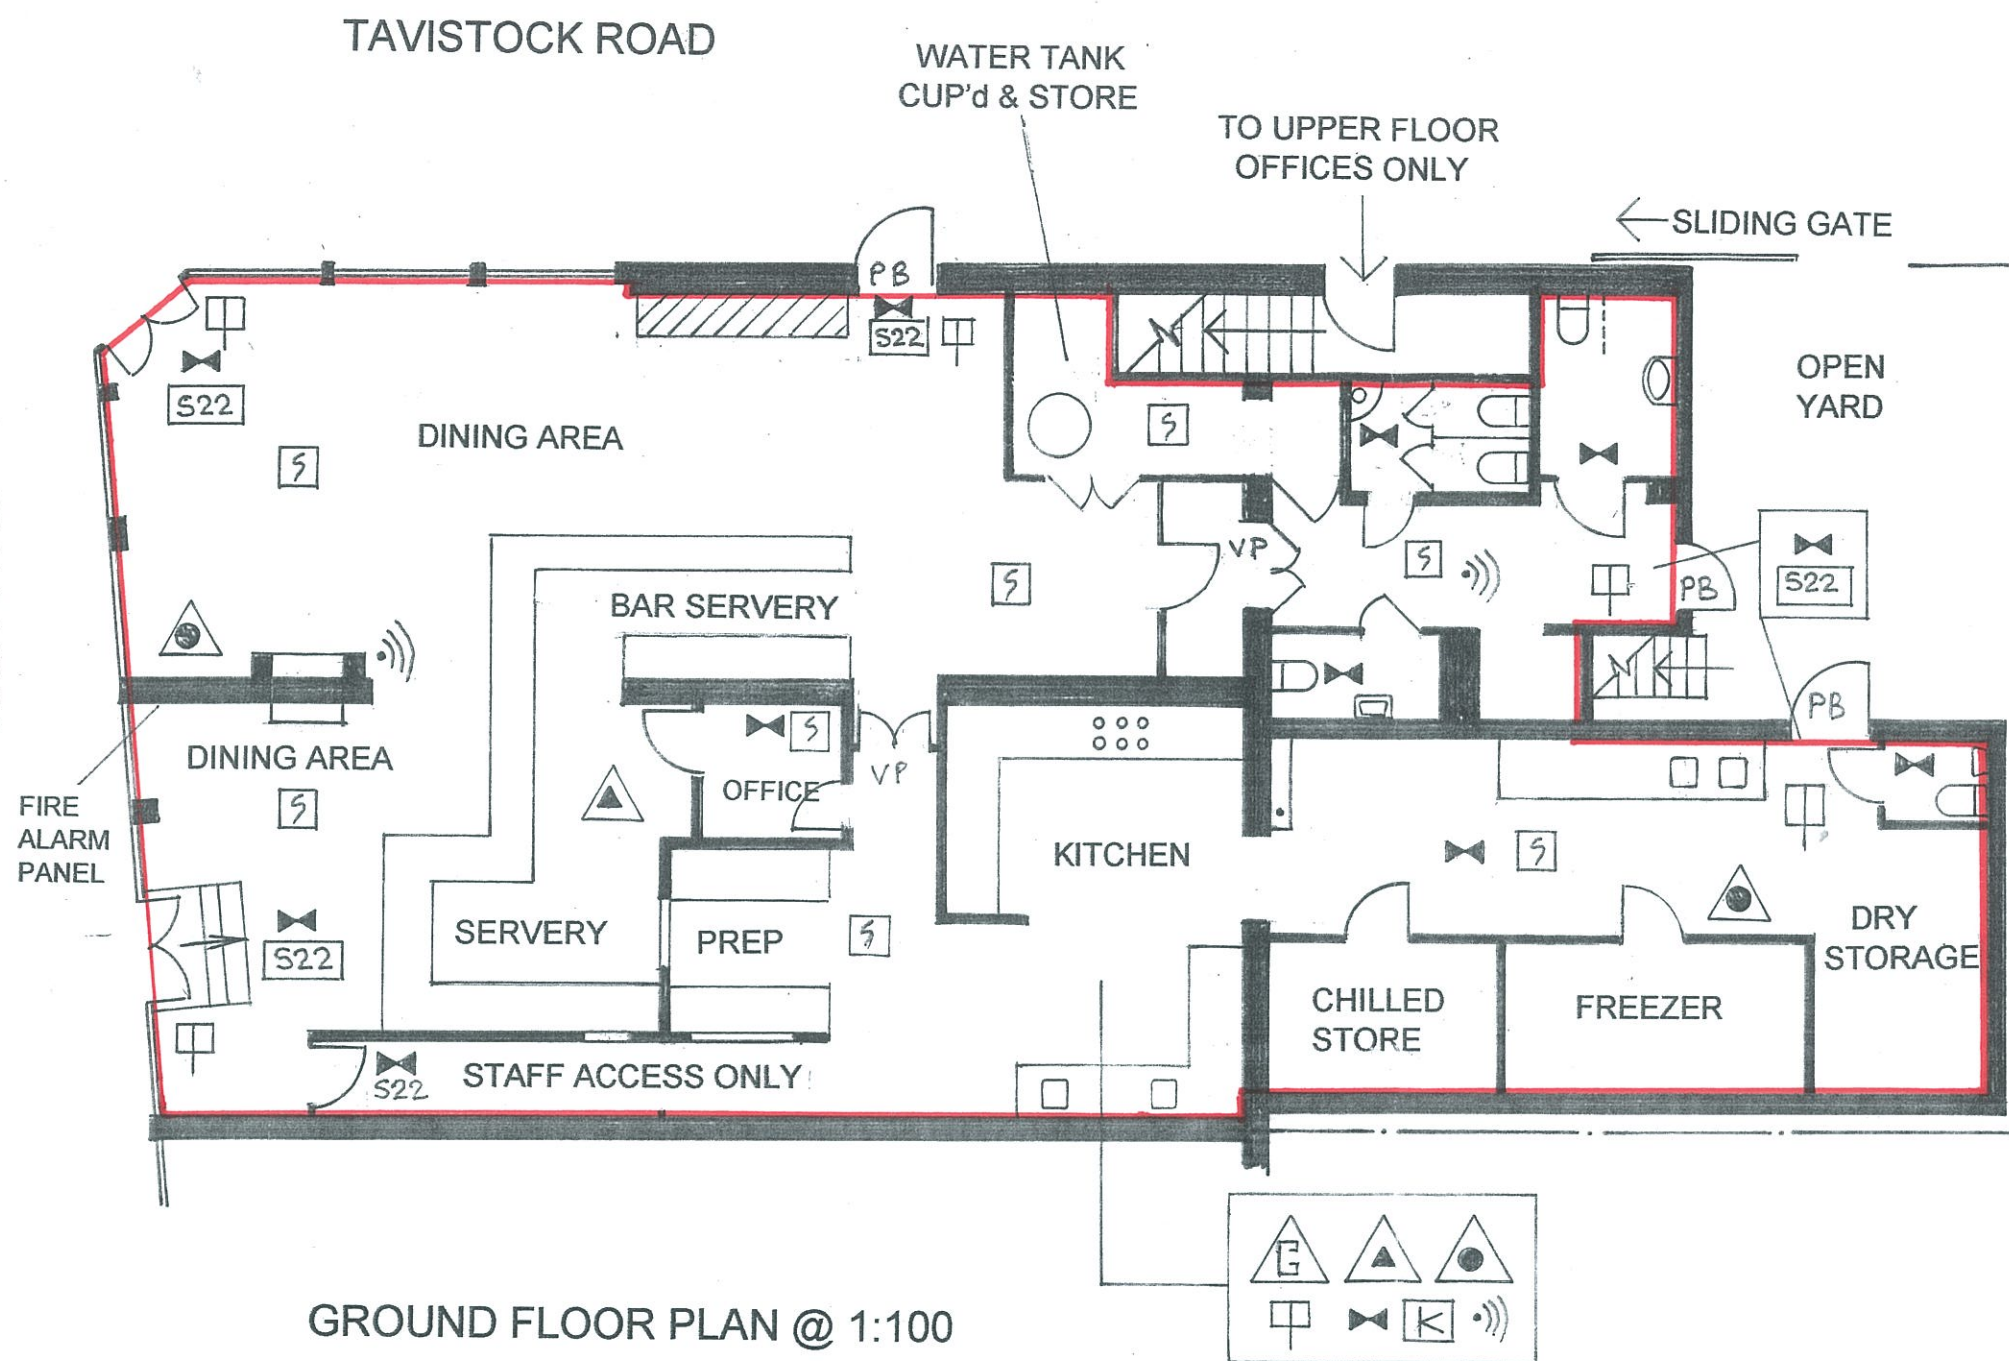 TAVISTOCK ROAD
WATER TANK
CUP'd & STORE
TO UPPER FLOOR
OFFICES ONLY
←SLIDING GATE
PB
S22
S22
OPEN
YARD
DINING AREA
S
S
S22
VP
S
S
PB
BAR SERVERY
PB
DINING AREA
S
OFFICE
VP
FIRE
ALARM
PANEL
S
KITCHEN
S
SERVERY
PREP
S
DRY
STORAGE
S22
CHILLED
STORE
FREEZER
STAFF ACCESS ONLY
S22
G
K
GROUND FLOOR PLAN @ 1:100